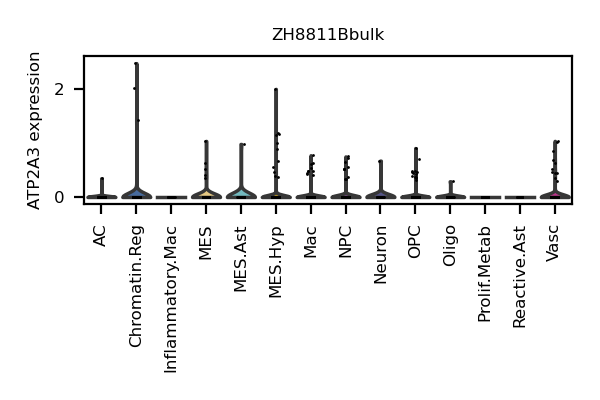 ZH8811Bbulk
ATP2A3 expression
2
0
AC
Chromatin.Reg
Inflammatory.Mac
MES
MES.Ast
MES.Hyp
Mac
NPC
Neuron
OPC
Oligo
Prolif.Metab
Reactive.Ast
Vasc